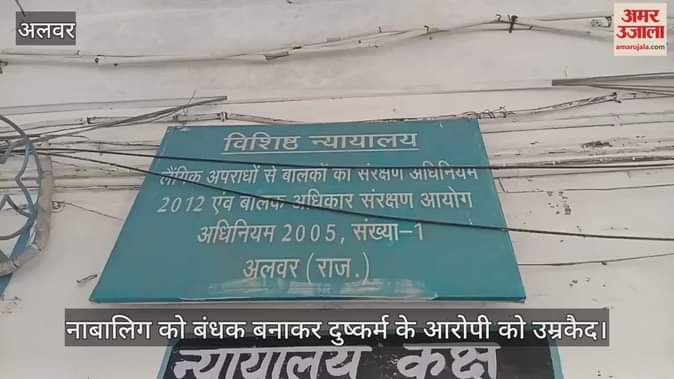 अलवर
अमर
उजाला
amarujala.com
विशिष्ठ न्यायालय
लैंगिक अपराधों से बालकों का संरक्षण अधिनियम
2012 एंव बालक अधिकार संरक्षण आयोग
अधिनियम 2005, संख्या-1
अलवर (राज.)
नाबालिग को बंधक बनाकर दुष्कर्म के आरोपी को उम्रकैद।
न्यायालय कक्ष